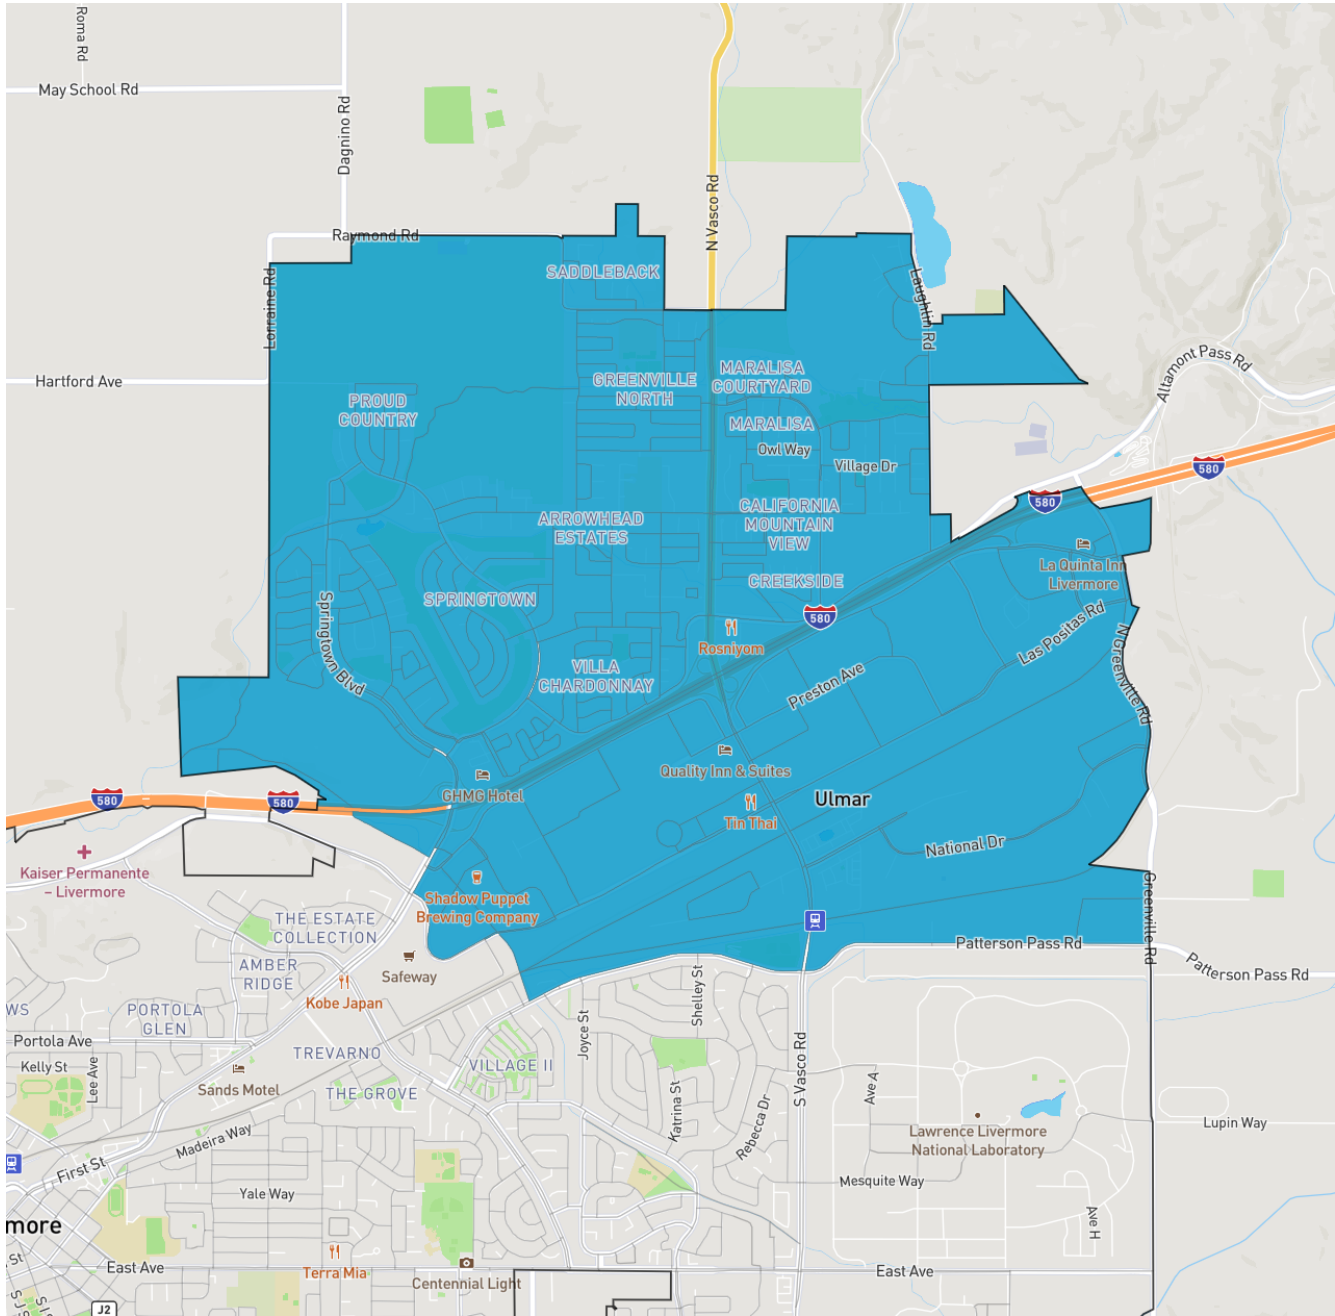 Roma Rd
May School Rd
Dagnino Rd
N Vasco Rd
Raymond Rd
SADDLEBACK
Lorraine Rd
Laughlin Rd
Altamont Pass Rd
Hartford Ave
GREENVILLE
NORTH
MARALISA
COURTYARD
PROUD
COUNTRY
MARALISA
Owl Way
Village Dr
580
580
CALIFORNIA
MOUNTAIN
VIEW
ARROWHEAD
ESTATES
La Quinta Inn
Livermore
CREEKSIDE
SPRINGTOWN
580
Las Positas Rd
Springtown Blvd
Rosniyom
N Greenville Rd
VILLA
CHARDONNAY
Preston Ave
Quality Inn & Suites
GHMG Hotel
580
580
Ulmar
Tin Thai
National Dr
Kaiser Permanente
– Livermore
Shadow Puppet
Brewing Company
Greenville Rd
THE ESTATE
COLLECTION
Patterson Pass Rd
Patterson Pass Rd
AMBER
RIDGE
Safeway
Kobe Japan
Shelley St
WS
PORTOLA
GLEN
Joyce St
Portola Ave
TREVARNO
VILLAGE II
S Vasco Rd
Kelly St
Lee Ave
Sands Motel
THE GROVE
Ave A
Katrina St
Rebecca Dr
Lawrence Livermore
National Laboratory
Lupin Way
Madeira Way
First St
Mesquite Way
Yale Way
Ave H
more
St
East Ave
Terra Mia
Centennial Light
East Ave
J2